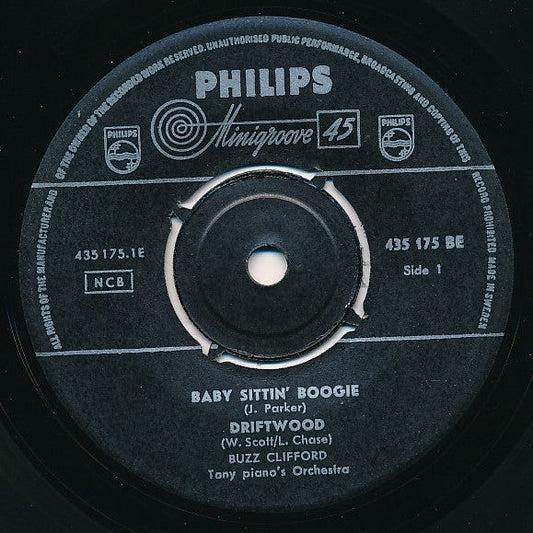 ALL RIGHTS OF THE MANUFACTURER AND OF THE OWNER OF THE RECORDED WORK RESERVED. UNAUTHORISED PUBLIC PERFORMANCE, BROADCASTING AND COPYING OF THIS RECORD PROHIBITED MADE IN SWEDEN
PHILIPS
PHILIPS Minigroove 45 PHILIPS
435 175.1E 435 175 BE
NCB Side 1
BABY SITTIN' BOOGIE
(J. Parker)
DRIFTWOOD
(W. Scott/L. Chase)
BUZZ CLIFFORD
Tony piano's Orchestra